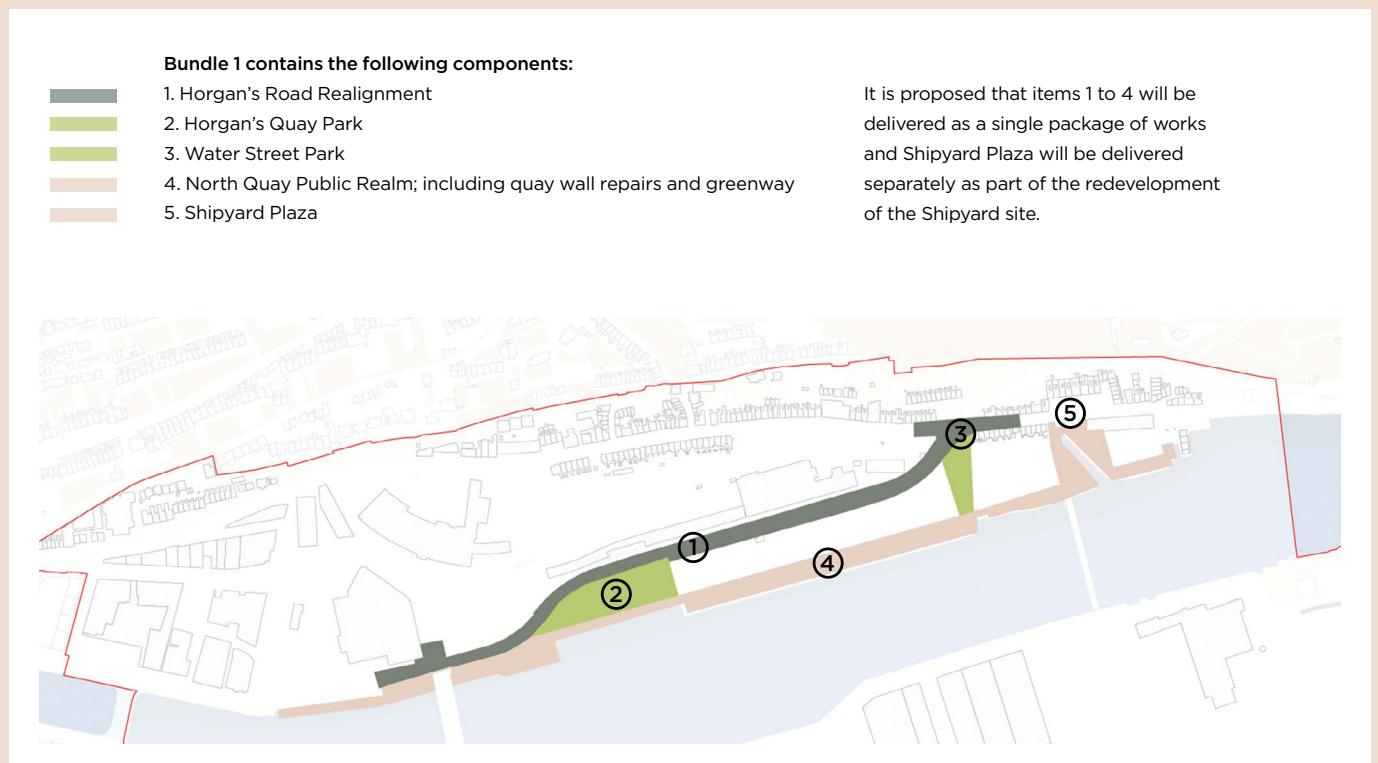 Bundle 1 contains the following components:
1. Horgan's Road Realignment
2. Horgan's Quay Park
3. Water Street Park
4. North Quay Public Realm; including quay wall repairs and greenway
5. Shipyard Plaza
It is proposed that items 1 to 4 will be
delivered as a single package of works
and Shipyard Plaza will be delivered
separately as part of the redevelopment
of the Shipyard site.
5
3
1
4
2